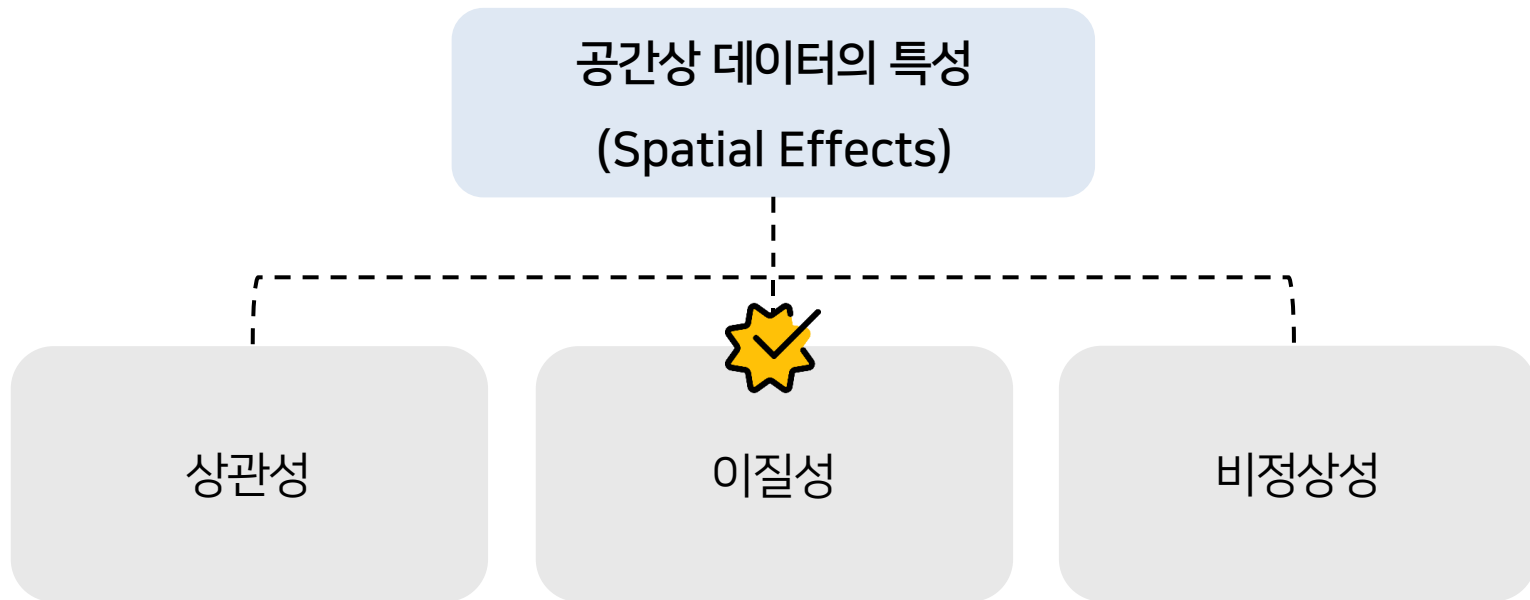 공간상 데이터의 특성
(Spatial Effects)
상관성
이질성
비정상성